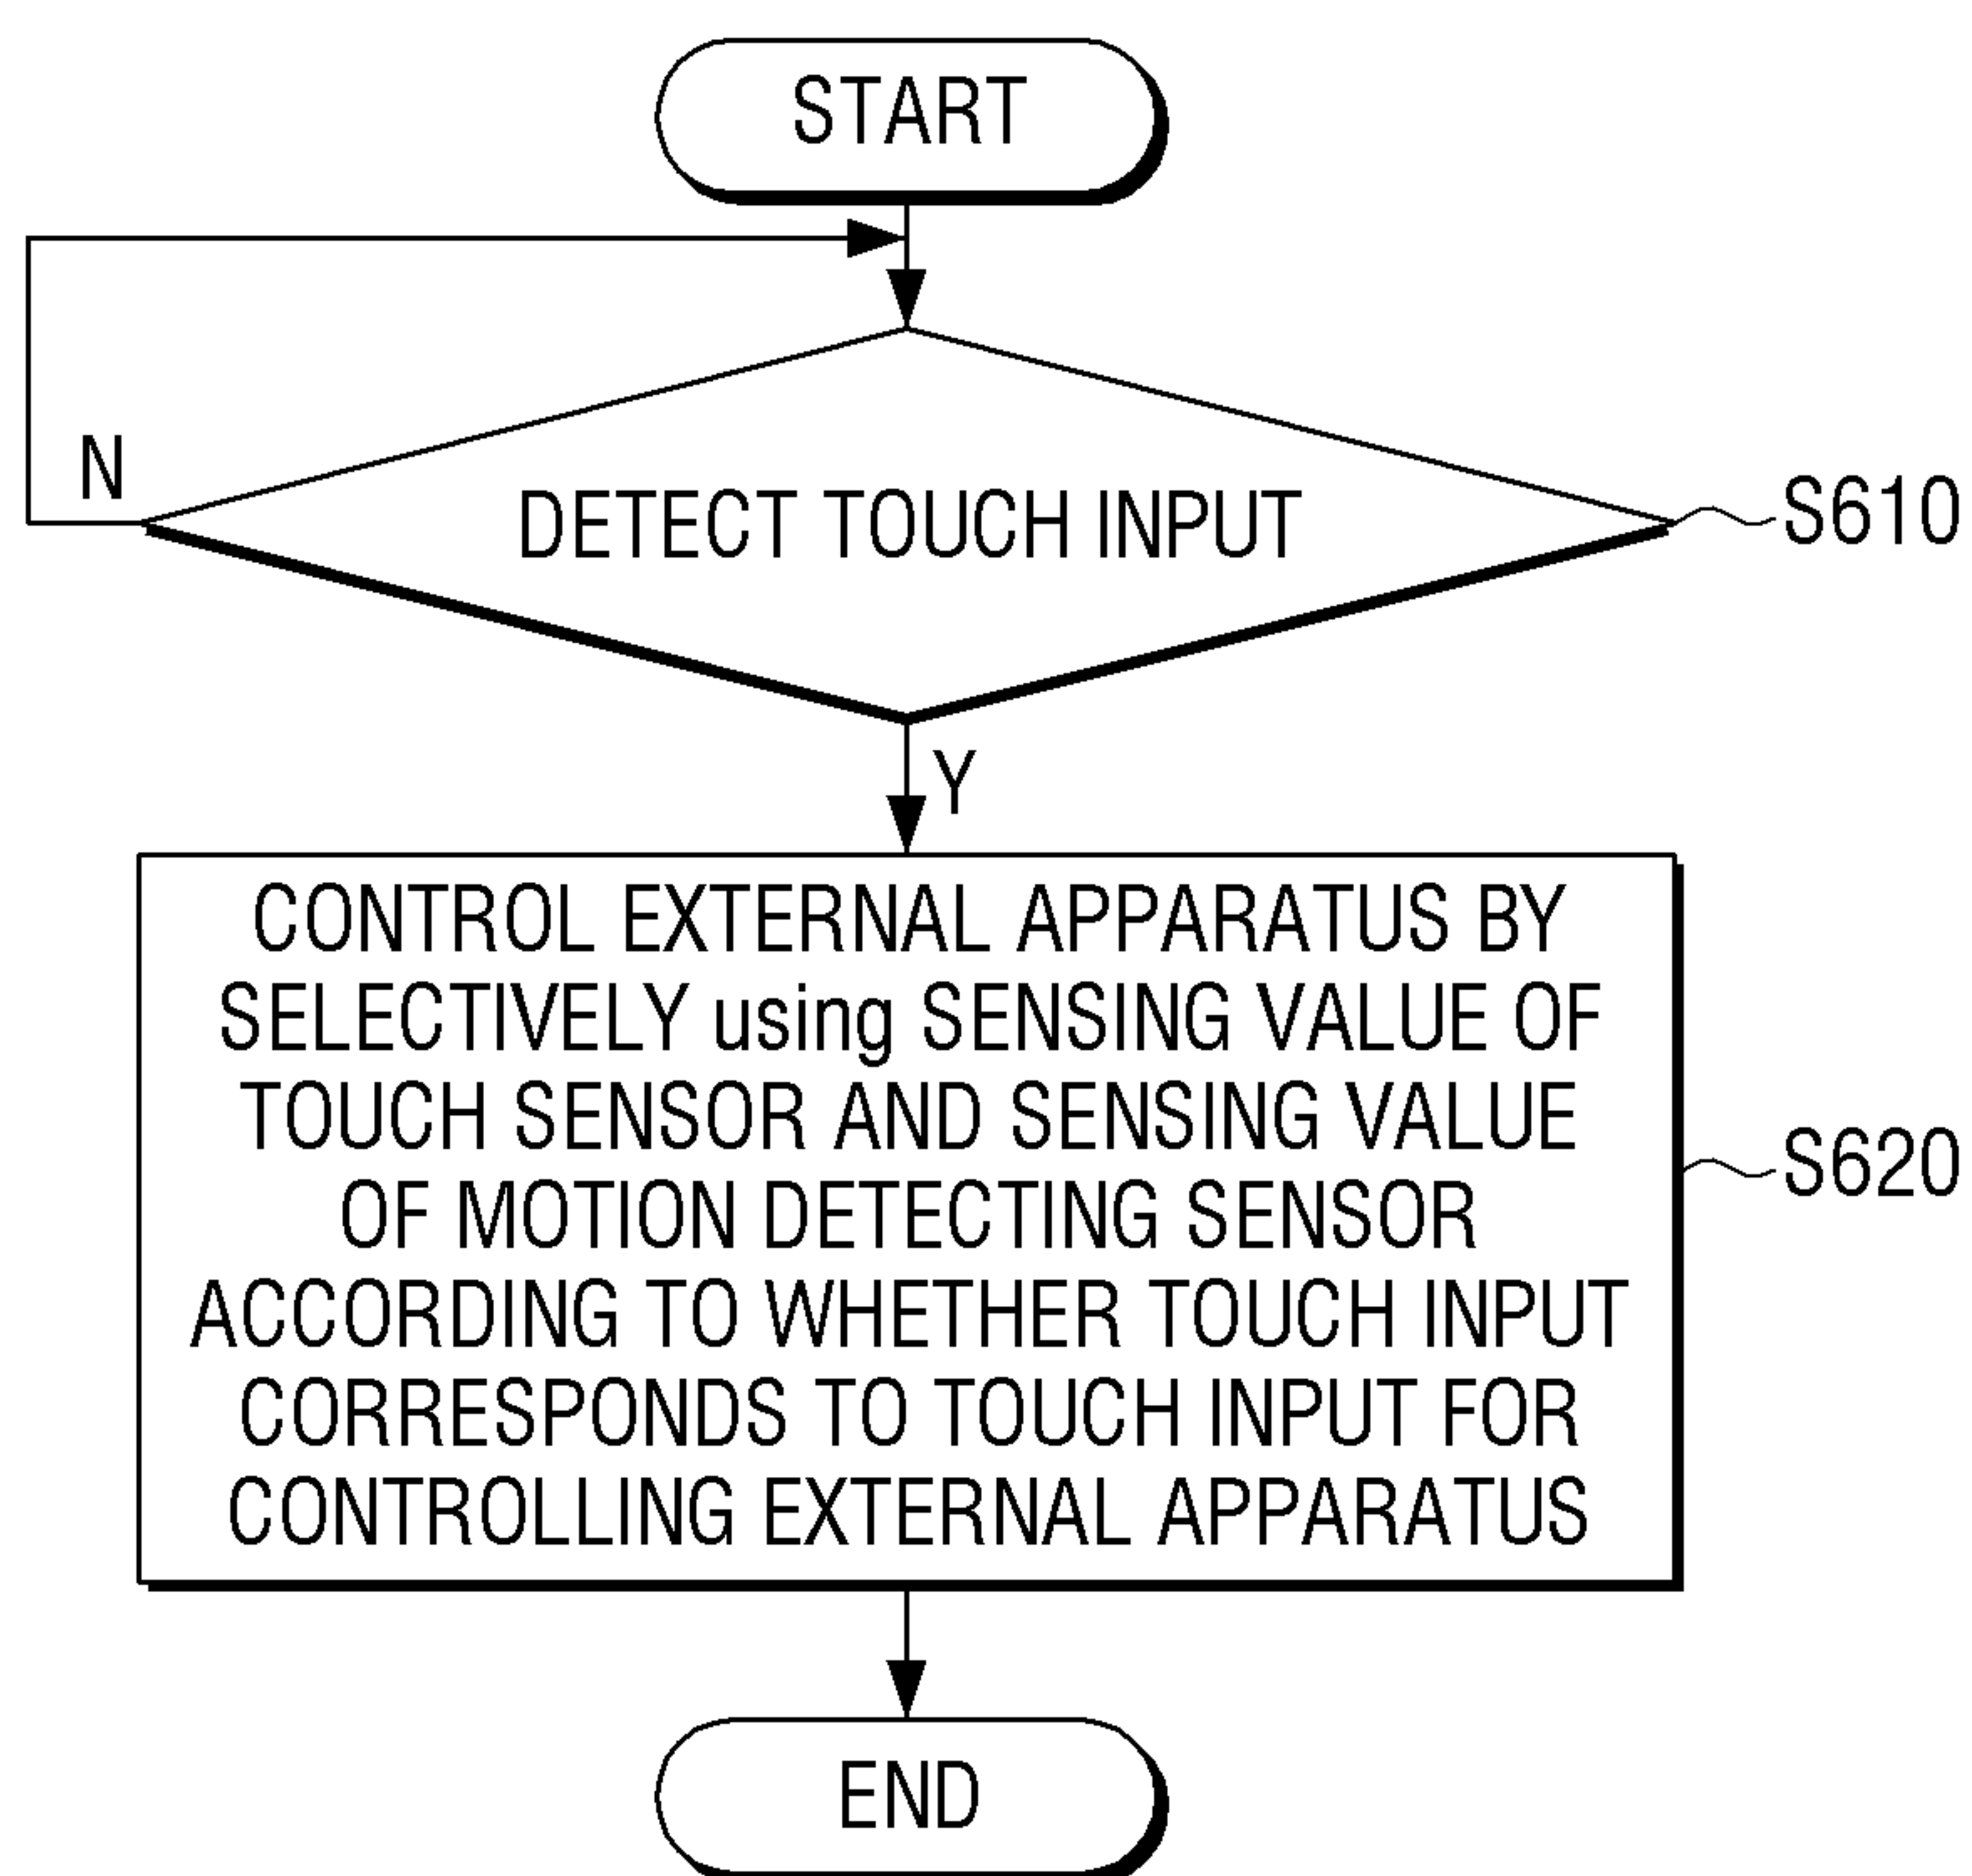 START
N
DETECT TOUCH INPUT
S610
Y
CONTROL EXTERNAL APPARATUS BY
SELECTIVELY using SENSING VALUE OF
TOUCH SENSOR AND SENSING VALUE
OF MOTION DETECTING SENSOR
ACCORDING TO WHETHER TOUCH INPUT
CORRESPONDS TO TOUCH INPUT FOR
CONTROLLING EXTERNAL APPARATUS
S620
END